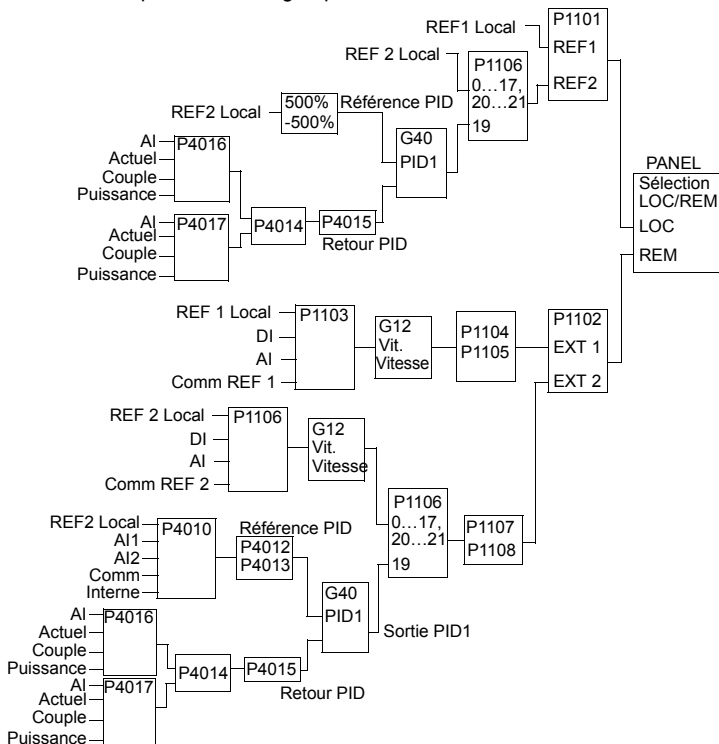 REF1 Local
P1101
REF1
REF2
REF 2 Local
P1106
0...17,
20...21
19
REF2 Local
500%
-500%
Référence PID
G40
PID1
AI
Actuel
Couple
Puissance
P4016
AI
Actuel
Couple
Puissance
P4017
P4014
P4015
Retour PID
PANEL
Sélection
LOC/REM
LOC
REM
REF 1 Local
DI
AI
Comm REF 1
P1103
G12
Vit.
Vitesse
P1104
P1105
P1102
EXT 1
EXT 2
REF 2 Local
DI
AI
Comm REF 2
P1106
G12
Vit.
Vitesse
P1106
0...17,
20...21
19
P1107
P1108
REF2 Local
AI1
AI2
Comm
Interne
P4010
Référence PID
P4012
P4013
G40
PID1
Sortie PID1
AI
Actuel
Couple
Puissance
P4016
AI
Actuel
Couple
Puissance
P4017
P4014
P4015
Retour PID